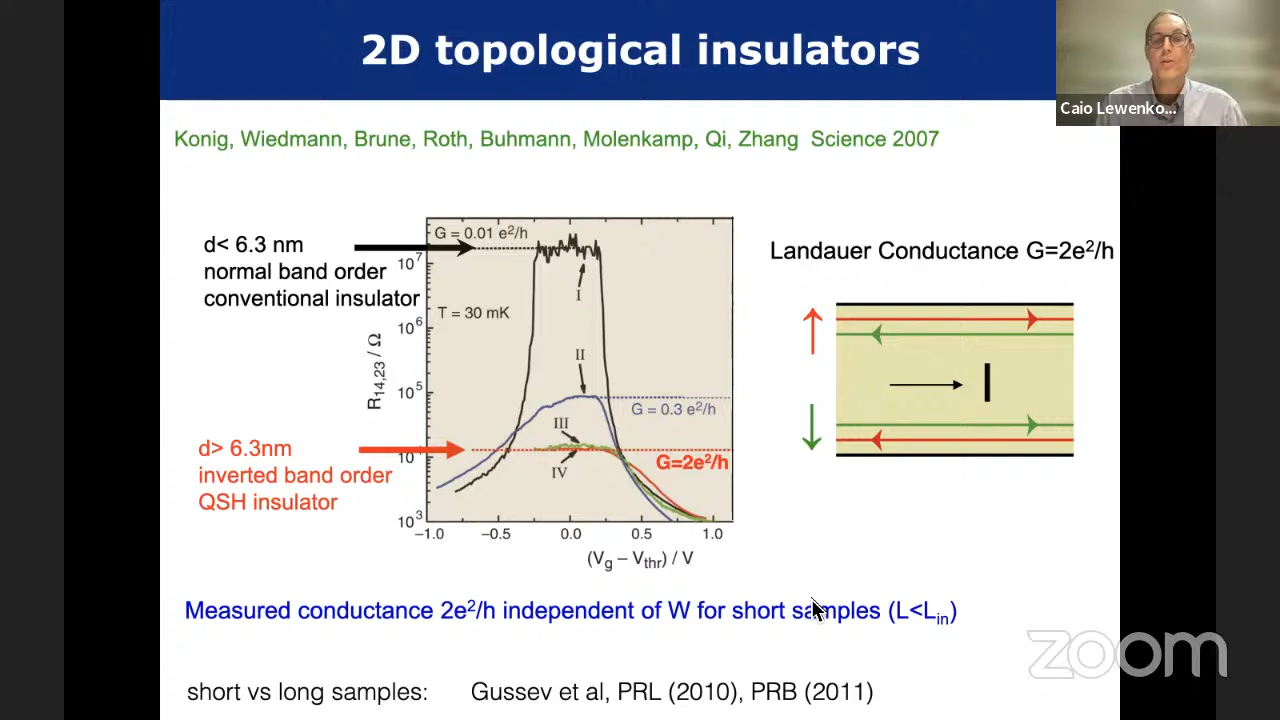 2D topological insulators
Caio Lewenko...
Konig, Wiedmann, Brune, Roth, Buhmann, Molenkamp, Qi, Zhang Science 2007
d< 6.3 nm
normal band order
conventional insulator
d> 6.3nm
inverted band order
QSH insulator
G = 0.01 e²/h
T = 30 mK
I
II
III
IV
G = 0.3 e²/h
G=2e²/h
R14,23 / Ω
10⁷
10⁶
10⁵
10
10³
−1.0 −0.5 0.0 0.5 1.0
(Vg − Vthr) / V
Landauer Conductance G=2e²/h
Measured conductance 2e²/h independent of W for short samples (L<Lin)
short vs long samples: Gussev et al, PRL (2010), PRB (2011)
zoom